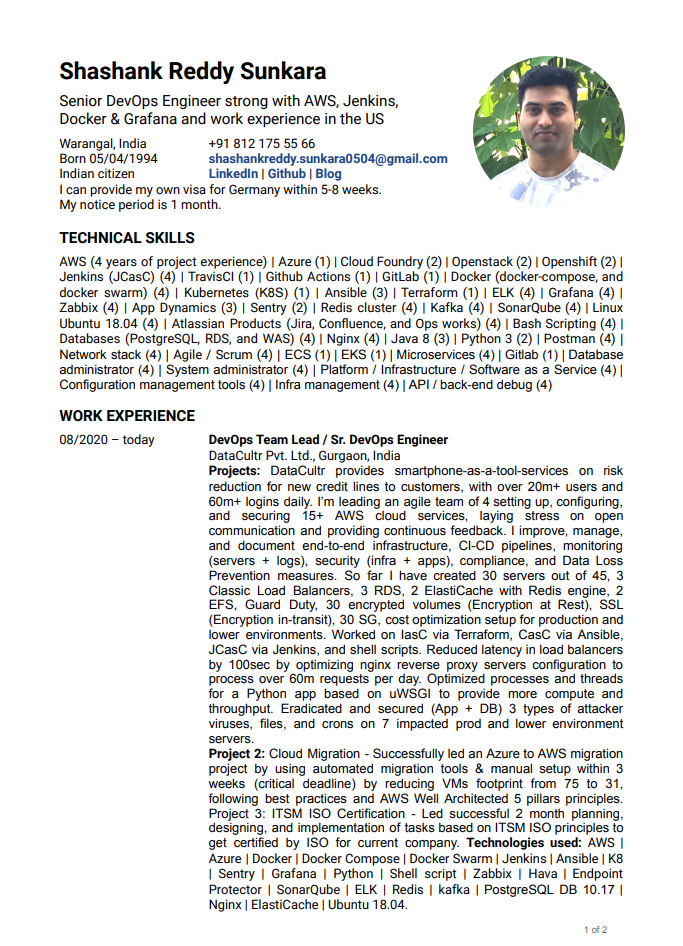 Shashank Reddy Sunkara
Senior DevOps Engineer strong with AWS, Jenkins,
Docker & Grafana and work experience in the US
Warangal, India +91 812 175 55 66
Born 05/04/1994 shashankreddy.sunkara0504@gmail.com
Indian citizen LinkedIn | Github | Blog
I can provide my own visa for Germany within 5-8 weeks.
My notice period is 1 month.
TECHNICAL SKILLS
AWS (4 years of project experience) | Azure (1) | Cloud Foundry (2) | Openstack (2) | Openshift (2) |
Jenkins (JCasC) (4) | TravisCI (1) | Github Actions (1) | GitLab (1) | Docker (docker-compose, and
docker swarm) (4) | Kubernetes (K8S) (1) | Ansible (3) | Terraform (1) | ELK (4) | Grafana (4) |
Zabbix (4) | App Dynamics (3) | Sentry (2) | Redis cluster (4) | Kafka (4) | SonarQube (4) | Linux
Ubuntu 18.04 (4) | Atlassian Products (Jira, Confluence, and Ops works) (4) | Bash Scripting (4) |
Databases (PostgreSQL, RDS, and WAS) (4) | Nginx (4) | Java 8 (3) | Python 3 (2) | Postman (4) |
Network stack (4) | Agile / Scrum (4) | ECS (1) | EKS (1) | Microservices (4) | Gitlab (1) | Database
administrator (4) | System administrator (4) | Platform / Infrastructure / Software as a Service (4) |
Configuration management tools (4) | Infra management (4) | API / back-end debug (4)
WORK EXPERIENCE
08/2020 – today DevOps Team Lead / Sr. DevOps Engineer
DataCultr Pvt. Ltd., Gurgaon, India
Projects: DataCultr provides smartphone-as-a-tool-services on risk
reduction for new credit lines to customers, with over 20m+ users and
60m+ logins daily. I'm leading an agile team of 4 setting up, configuring,
and securing 15+ AWS cloud services, laying stress on open
communication and providing continuous feedback. I improve, manage,
and document end-to-end infrastructure, CI-CD pipelines, monitoring
(servers + logs), security (infra + apps), compliance, and Data Loss
Prevention measures. So far I have created 30 servers out of 45, 3
Classic Load Balancers, 3 RDS, 2 ElastiCache with Redis engine, 2
EFS, Guard Duty, 30 encrypted volumes (Encryption at Rest), SSL
(Encryption in-transit), 30 SG, cost optimization setup for production and
lower environments. Worked on IasC via Terraform, CasC via Ansible,
JCasC via Jenkins, and shell scripts. Reduced latency in load balancers
by 100sec by optimizing nginx reverse proxy servers configuration to
process over 60m requests per day. Optimized processes and threads
for a Python app based on uWSGI to provide more compute and
throughput. Eradicated and secured (App + DB) 3 types of attacker
viruses, files, and crons on 7 impacted prod and lower environment
servers.
Project 2: Cloud Migration - Successfully led an Azure to AWS migration
project by using automated migration tools & manual setup within 3
weeks (critical deadline) by reducing VMs footprint from 75 to 31,
following best practices and AWS Well Architected 5 pillars principles.
Project 3: ITSM ISO Certification - Led successful 2 month planning,
designing, and implementation of tasks based on ITSM ISO principles to
get certified by ISO for current company. Technologies used: AWS |
Azure | Docker | Docker Compose | Docker Swarm | Jenkins | Ansible | K8
| Sentry | Grafana | Python | Shell script | Zabbix | Hava | Endpoint
Protector | SonarQube | ELK | Redis | kafka | PostgreSQL DB 10.17 |
Nginx | ElastiCache | Ubuntu 18.04.
1 of 2